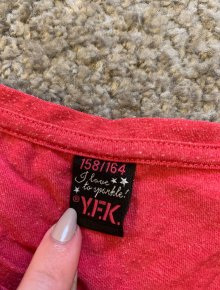 158/164
I love
to sparkle!
®Y.F.K.